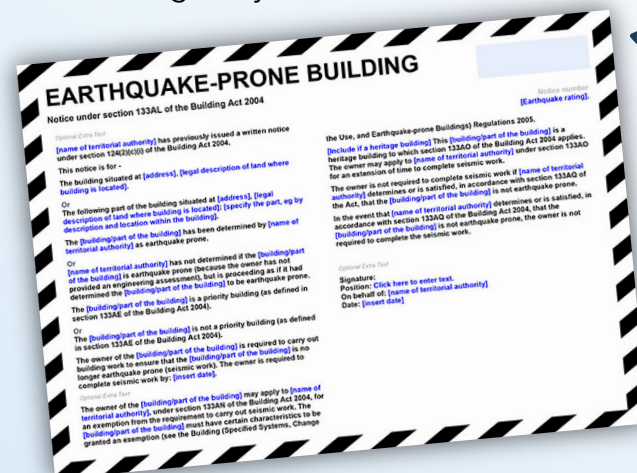 EARTHQUAKE-PRONE BUILDING
Notice under section 133AL of the Building Act 2004
Optional Extra Text
[name of territorial authority] has previously issued a written notice
under section 124(2)(c)(i) of the Building Act 2004.
This notice is for -
The building situated at [address], [legal description of land where
building is located].
Or
The following part of the building situated at [address], [legal
description of land where building is located]: [specify the part, eg by
description and location within the building].
The [building/part of the building] has been determined by [name of
territorial authority] as earthquake prone.
Or
[name of territorial authority] has not determined if the [building/part
of the building] is earthquake prone (because the owner has not
provided an engineering assessment), but is proceeding as if it had
determined the [building/part of the building] to be earthquake prone.
The [building/part of the building] is a priority building (as defined in
section 133AE of the Building Act 2004).
Or
The [building/part of the building] is not a priority building (as defined
in section 133AE of the Building Act 2004).
The owner of the [building/part of the building] is required to carry out
building work to ensure that the [building/part of the building] is no
longer earthquake prone (seismic work). The owner is required to
complete seismic work by: [insert date].
Optional Extra Text
The owner of the [building/part of the building] may apply to [name of
territorial authority], under section 133AN of the Building Act 2004, for
an exemption from the requirement to carry out seismic work. The
[building/part of the building] must have certain characteristics to be
granted an exemption (see the Building (Specified Systems, Change
Notice number
[Earthquake rating].
the Use, and Earthquake-prone Buildings) Regulations 2005.
[Include if a heritage building] This [building/part of the building] is a
heritage building to which section 133AO of the Building Act 2004 applies.
The owner may apply to [name of territorial authority] under section 133AO
for an extension of time to complete seismic work.
The owner is not required to complete seismic work if [name of territorial
authority] determines or is satisfied, in accordance with section 133AQ of
the Act, that the [building/part of the building] is not earthquake prone.
In the event that [name of territorial authority] determines or is satisfied, in
accordance with section 133AQ of the Building Act 2004, that the
[building/part of the building] is not earthquake prone, the owner is not
required to complete the seismic work.
Optional Extra Text
Signature:
Position: Click here to enter text.
On behalf of: [name of territorial authority]
Date: [insert date]